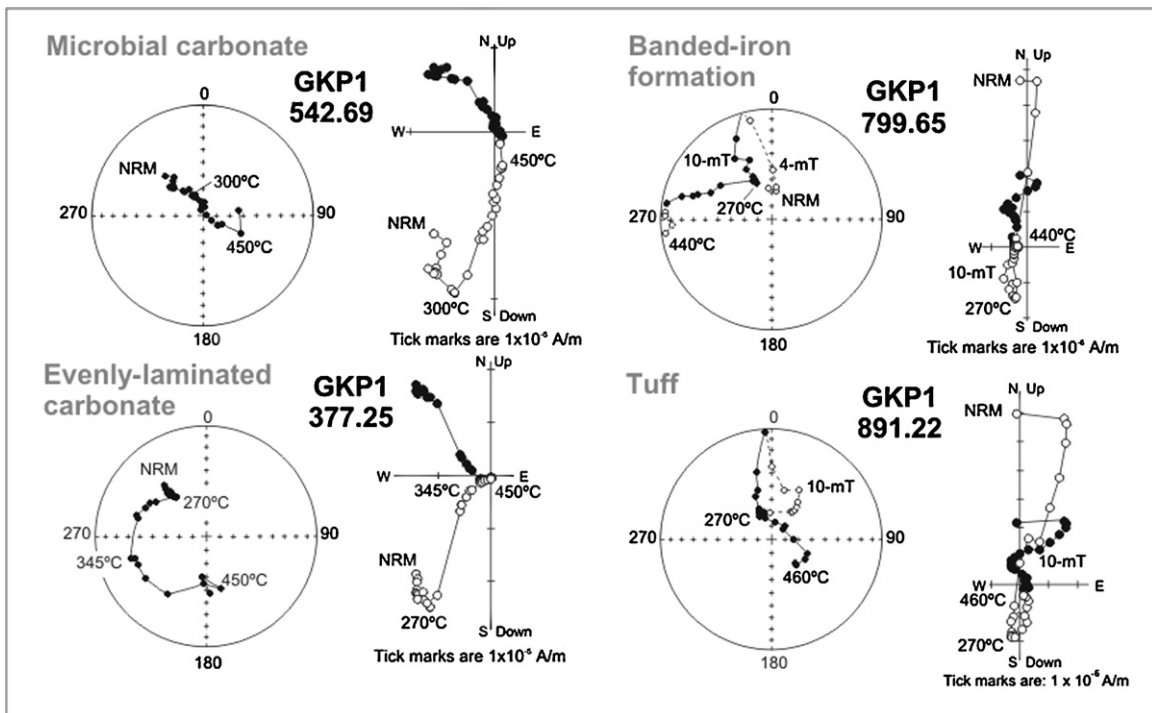 Microbial carbonate
GKP1
542.69
0
NRM
300ºC
270
90
450ºC
180
N Up
W
E
450ºC
NRM
300ºC
S Down
Tick marks are 1x10⁻⁵ A/m
Banded-iron
formation
GKP1
799.65
0
10-mT
4-mT
270ºC
NRM
270
90
440ºC
180
N Up
NRM
440ºC
W
E
10-mT
270ºC
S Down
Tick marks are 1x10⁻⁶ A/m
Evenly-laminated
carbonate
GKP1
377.25
0
NRM
270ºC
270
90
345ºC
450ºC
180
N Up
W
E
345ºC
450ºC
NRM
270ºC
S Down
Tick marks are 1x10⁻⁵ A/m
Tuff
GKP1
891.22
0
10-mT
270ºC
270
90
460ºC
180
N Up
NRM
10-mT
W
E
460ºC
270ºC
S Down
Tick marks are: 1 x 10⁻⁵ A/m